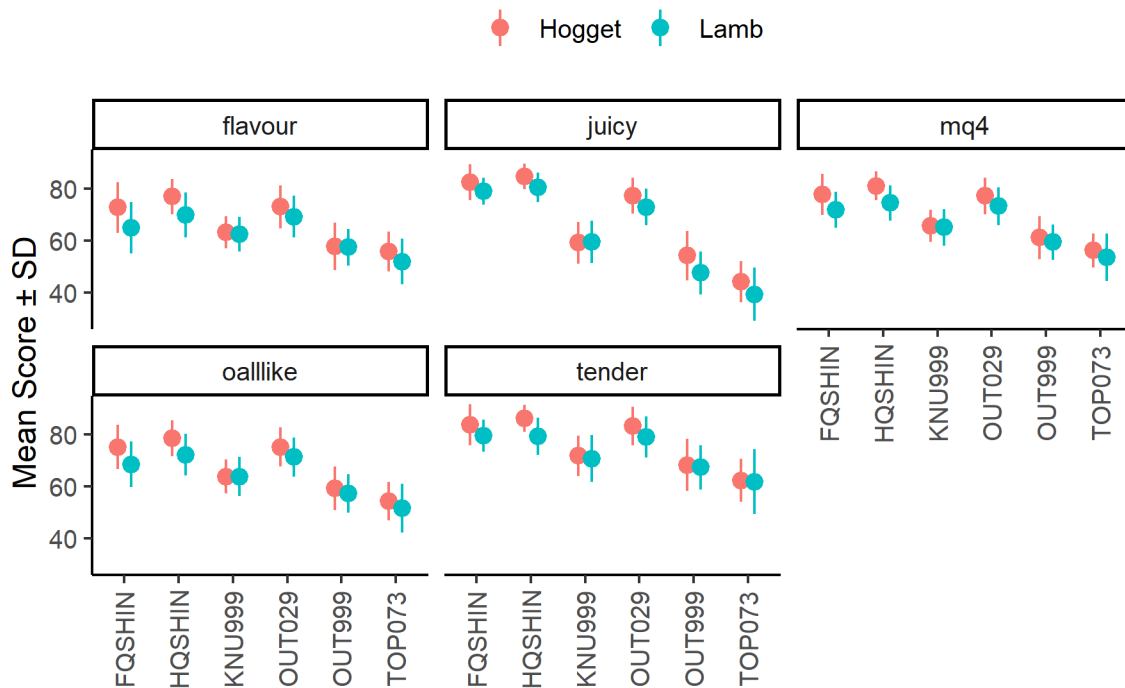 Hogget Lamb
flavour juicy mq4
Mean Score ± SD
80
60
40
FQSHIN HQSHIN KNU999 OUT029 OUT999 TOP073
oalllike tender
80
60
40
FQSHIN HQSHIN KNU999 OUT029 OUT999 TOP073 FQSHIN HQSHIN KNU999 OUT029 OUT999 TOP073